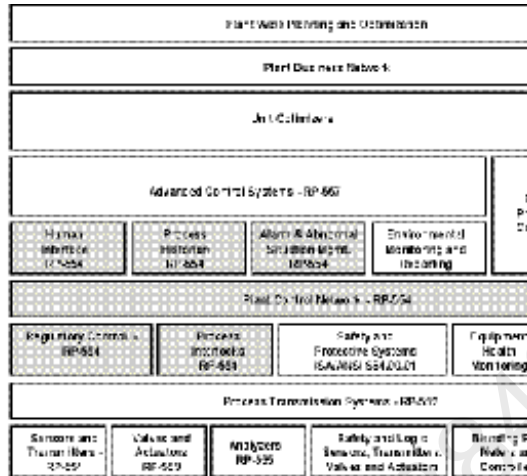 Plant Wide Planning and Optimization
Plant Business Network
Unit Optimizers
Advanced Control Systems - RP-557
Human
Interface
RP-554
Process
Historian
RP-554
Alarm & Abnormal
Situation Mgmt.
RP-554
Environmental
Monitoring and
Reporting
Plant Control Network - RP-554
Regulatory Control -
RP-554
Process
Interlocks
RP-554
Safety and
Protective Systems
ISA/ANSI S84.00.01
Health
Monitoring
Process Transmission Systems - RP-552
Sensors and
Transmitters -
RP-551
Valves and
Actuators
RP-553
Analyzers
RP-555
Safety and Logic
Sensors, Transmitters,
Valves and Actuators